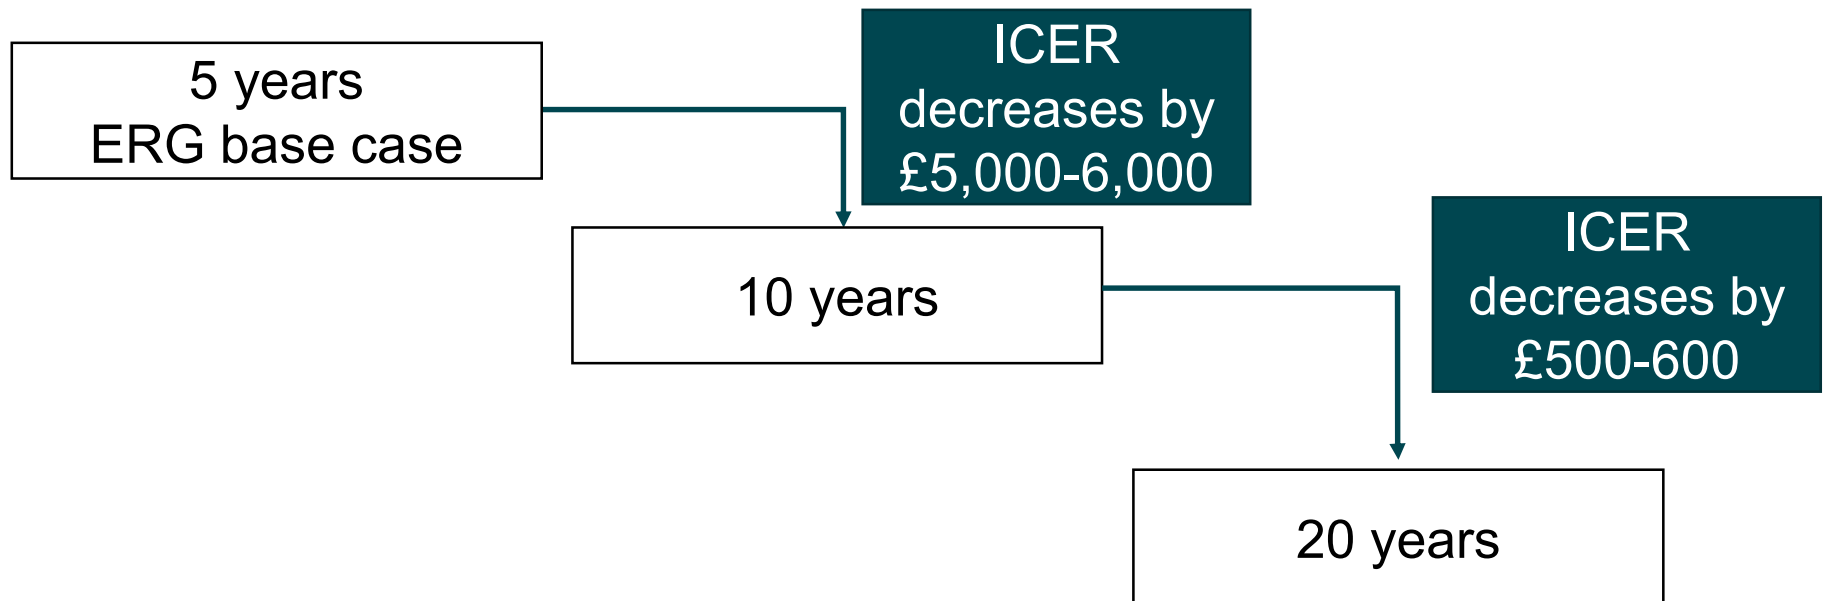 5 years
ERG base case
ICER
decreases by
£5,000-6,000
10 years
ICER
decreases by
£500-600
20 years